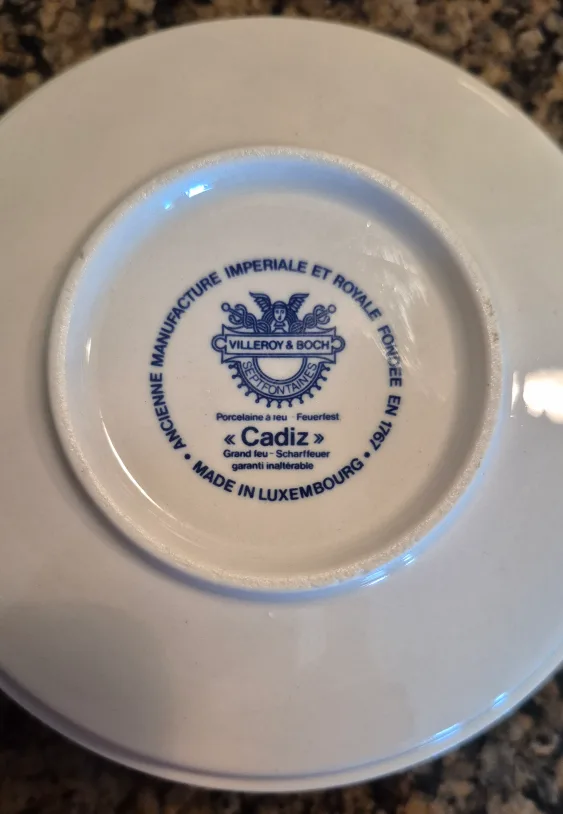 ANCIENNE MANUFACTURE IMPERIALE ET ROYALE FONDÉE EN 1767
VILLEROY & BOCH
SEPTFONTAINES
Porcelaine à feu - Feuerfest
« Cadiz »
Grand feu - Scharffeuer
garanti inaltérable
• MADE IN LUXEMBOURG •